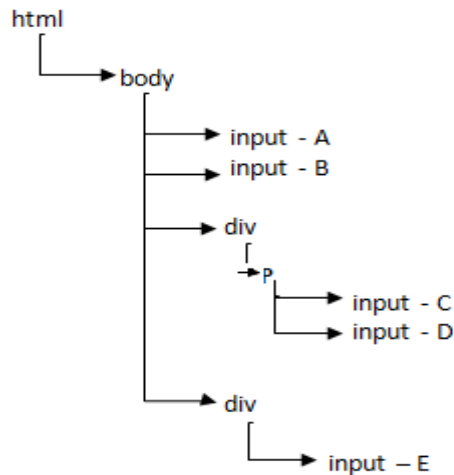 html
body
input - A
input - B
div
P
input - C
input - D
div
input – E